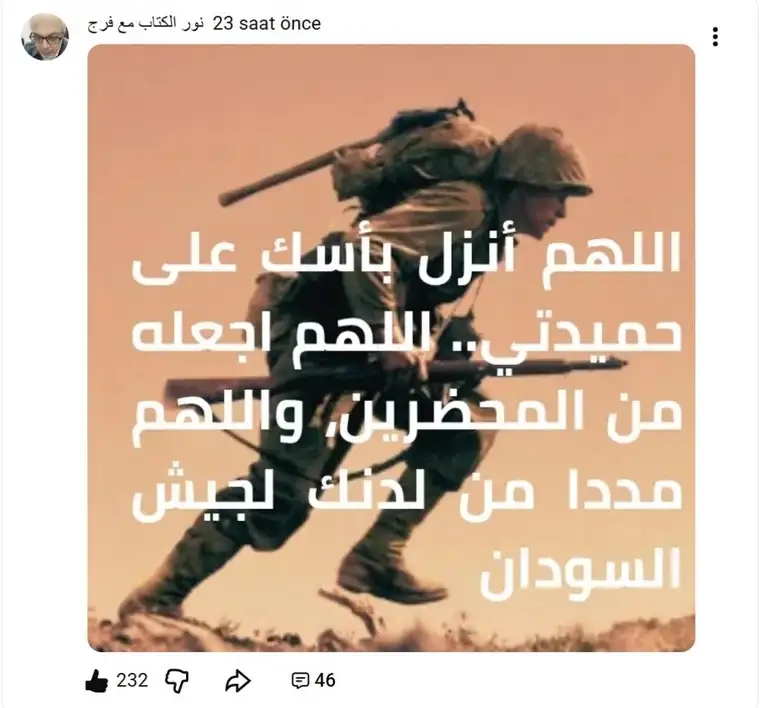 نور الكتاب مع فرج 23 saat önce
اللهم أنزل بأسك على
حميدتي.. اللهم اجعله
من المحضرين, واللهم
مددا من لدنك لجيش
السودان
232 46